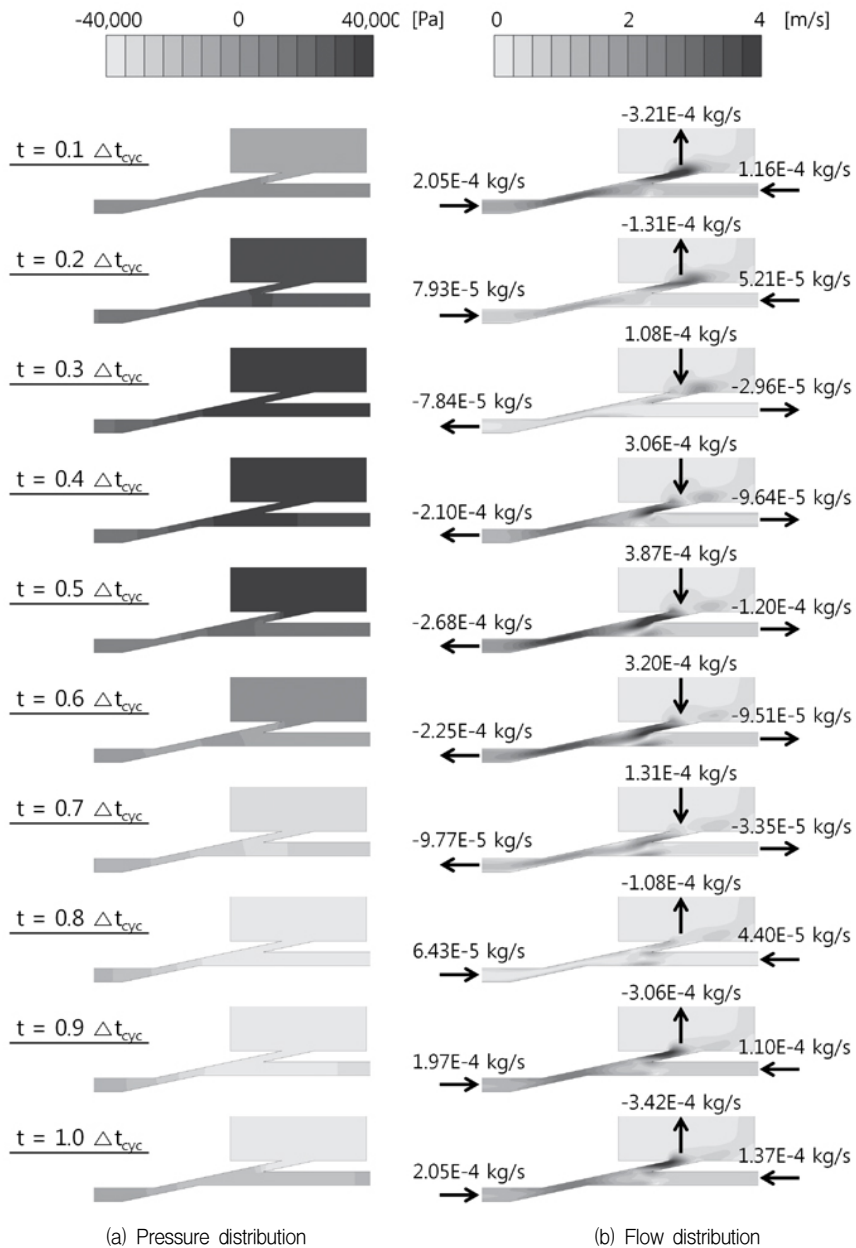 -40,000 0 40,000 [Pa] 0 2 4 [m/s]
t = 0.1 △tcyc
-3.21E-4 kg/s
2.05E-4 kg/s
1.16E-4 kg/s
t = 0.2 △tcyc
-1.31E-4 kg/s
7.93E-5 kg/s
5.21E-5 kg/s
t = 0.3 △tcyc
1.08E-4 kg/s
-7.84E-5 kg/s
-2.96E-5 kg/s
t = 0.4 △tcyc
3.06E-4 kg/s
-2.10E-4 kg/s
-9.64E-5 kg/s
t = 0.5 △tcyc
3.87E-4 kg/s
-2.68E-4 kg/s
-1.20E-4 kg/s
t = 0.6 △tcyc
3.20E-4 kg/s
-2.25E-4 kg/s
-9.51E-5 kg/s
t = 0.7 △tcyc
1.31E-4 kg/s
-9.77E-5 kg/s
-3.35E-5 kg/s
t = 0.8 △tcyc
-1.08E-4 kg/s
6.43E-5 kg/s
4.40E-5 kg/s
t = 0.9 △tcyc
-3.06E-4 kg/s
1.97E-4 kg/s
1.10E-4 kg/s
t = 1.0 △tcyc
-3.42E-4 kg/s
2.05E-4 kg/s
1.37E-4 kg/s
(a) Pressure distribution
(b) Flow distribution